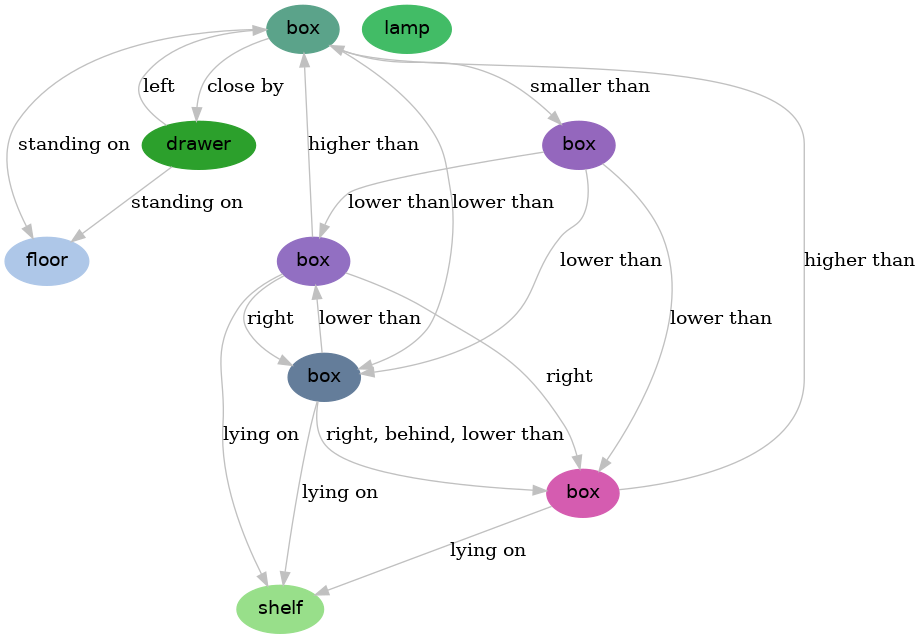 box
lamp
left
close by
smaller than
standing on
drawer
higher than
box
standing on
lower than
lower than
floor
box
lower than
higher than
right
lower than
lower than
box
right
lying on
right, behind, lower than
lying on
box
lying on
shelf